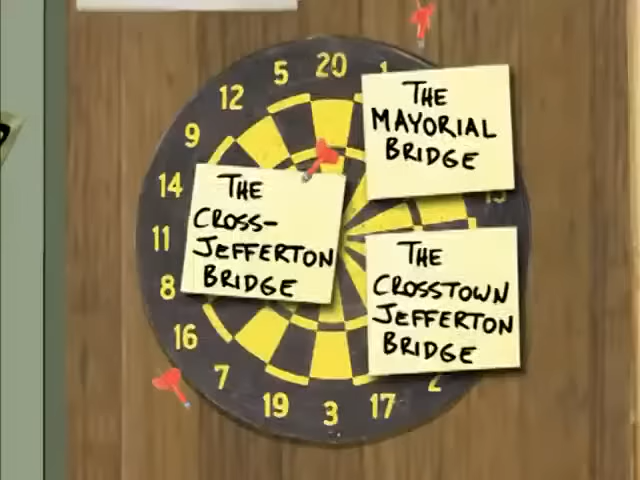 THE
MAYORIAL
BRIDGE
THE
CROSS-
JEFFERTON
BRIDGE
THE
CROSSTOWN
JEFFERTON
BRIDGE
20
5
12
9
14
11
8
16
7
19
3
17
2
15
1